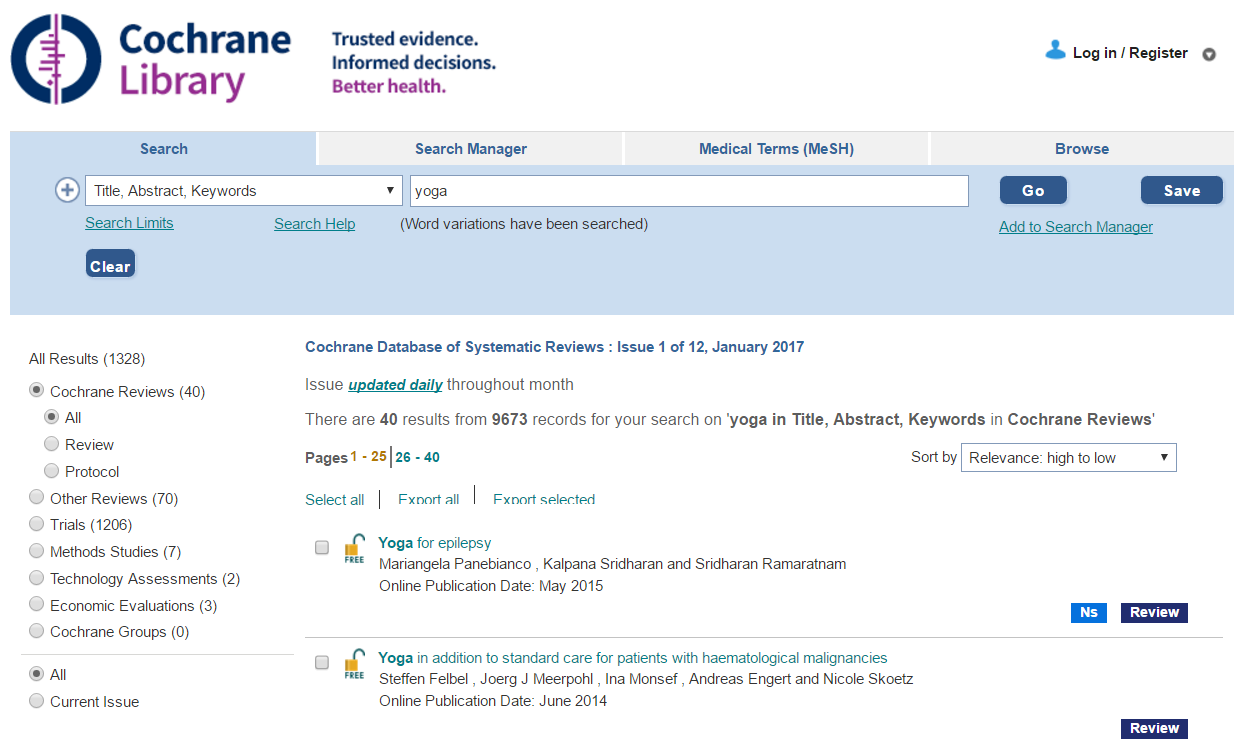 Cochrane
Library
Trusted evidence.
Informed decisions.
Better health.
Log in / Register
Search
Search Manager
Medical Terms (MeSH)
Browse
Title, Abstract, Keywords
yoga
Go
Save
Search Limits
Search Help
(Word variations have been searched)
Add to Search Manager
Clear
All Results (1328)
Cochrane Reviews (40)
All
Review
Protocol
Other Reviews (70)
Trials (1206)
Methods Studies (7)
Technology Assessments (2)
Economic Evaluations (3)
Cochrane Groups (0)
All
Current Issue
Cochrane Database of Systematic Reviews : Issue 1 of 12, January 2017
Issue updated daily throughout month
There are 40 results from 9673 records for your search on 'yoga in Title, Abstract, Keywords in Cochrane Reviews'
Pages 1 - 25 | 26 - 40
Sort by Relevance: high to low
Select all | Export all | Export selected
FREE
Yoga for epilepsy
Mariangela Panebianco , Kalpana Sridharan and Sridharan Ramaratnam
Online Publication Date: May 2015
Ns Review
FREE
Yoga in addition to standard care for patients with haematological malignancies
Steffen Felbel , Joerg J Meerpohl , Ina Monsef , Andreas Engert and Nicole Skoetz
Online Publication Date: June 2014
Review